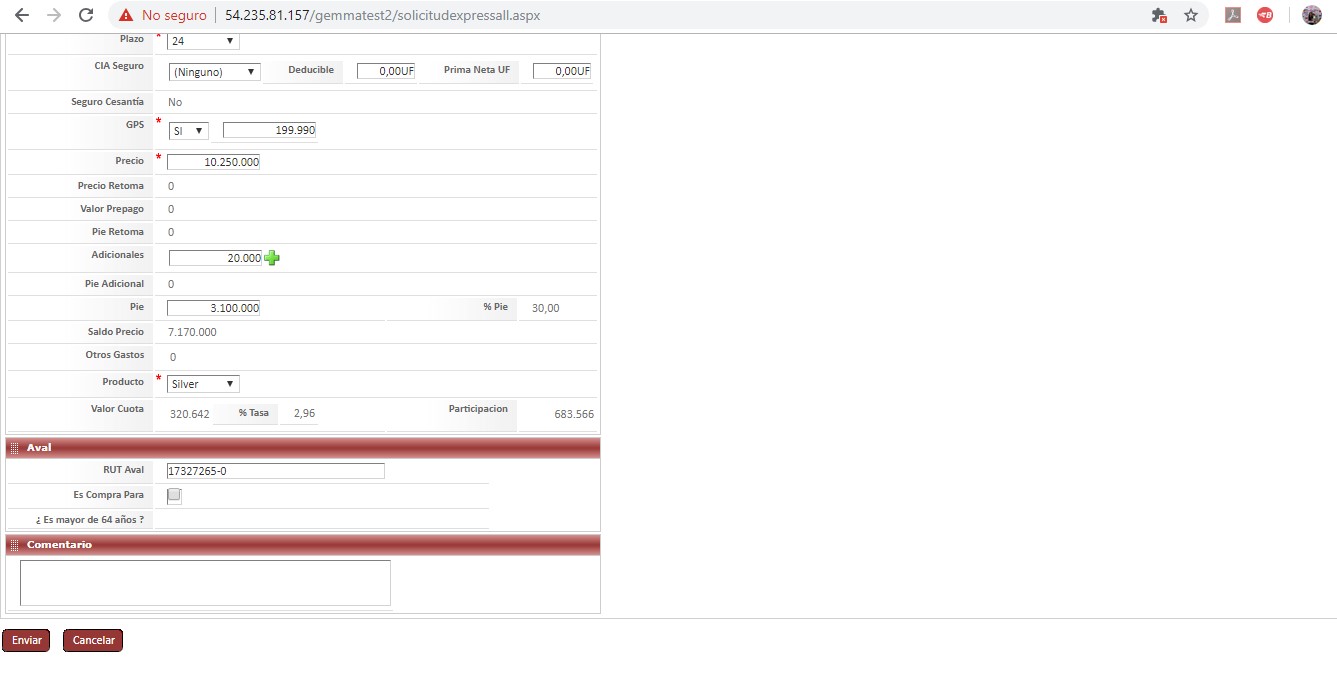 No seguro 54.235.81.157/gemmatest2/solicitudexpressall.aspx
Plazo * 24
CIA Seguro (Ninguno) Deducible 0,00UF Prima Neta UF 0,00UF
Seguro Cesantía No
GPS * SI 199.990
Precio * 10.250.000
Precio Retoma 0
Valor Prepago 0
Pie Retoma 0
Adicionales 20.000
Pie Adicional 0
Pie 3.100.000 % Pie 30,00
Saldo Precio 7.170.000
Otros Gastos 0
Producto * Silver
Valor Cuota 320.642 % Tasa 2,96 Participacion 683.566
Aval
RUT Aval 17327265-0
Es Compra Para
¿ Es mayor de 64 años ?
Comentario
Enviar Cancelar